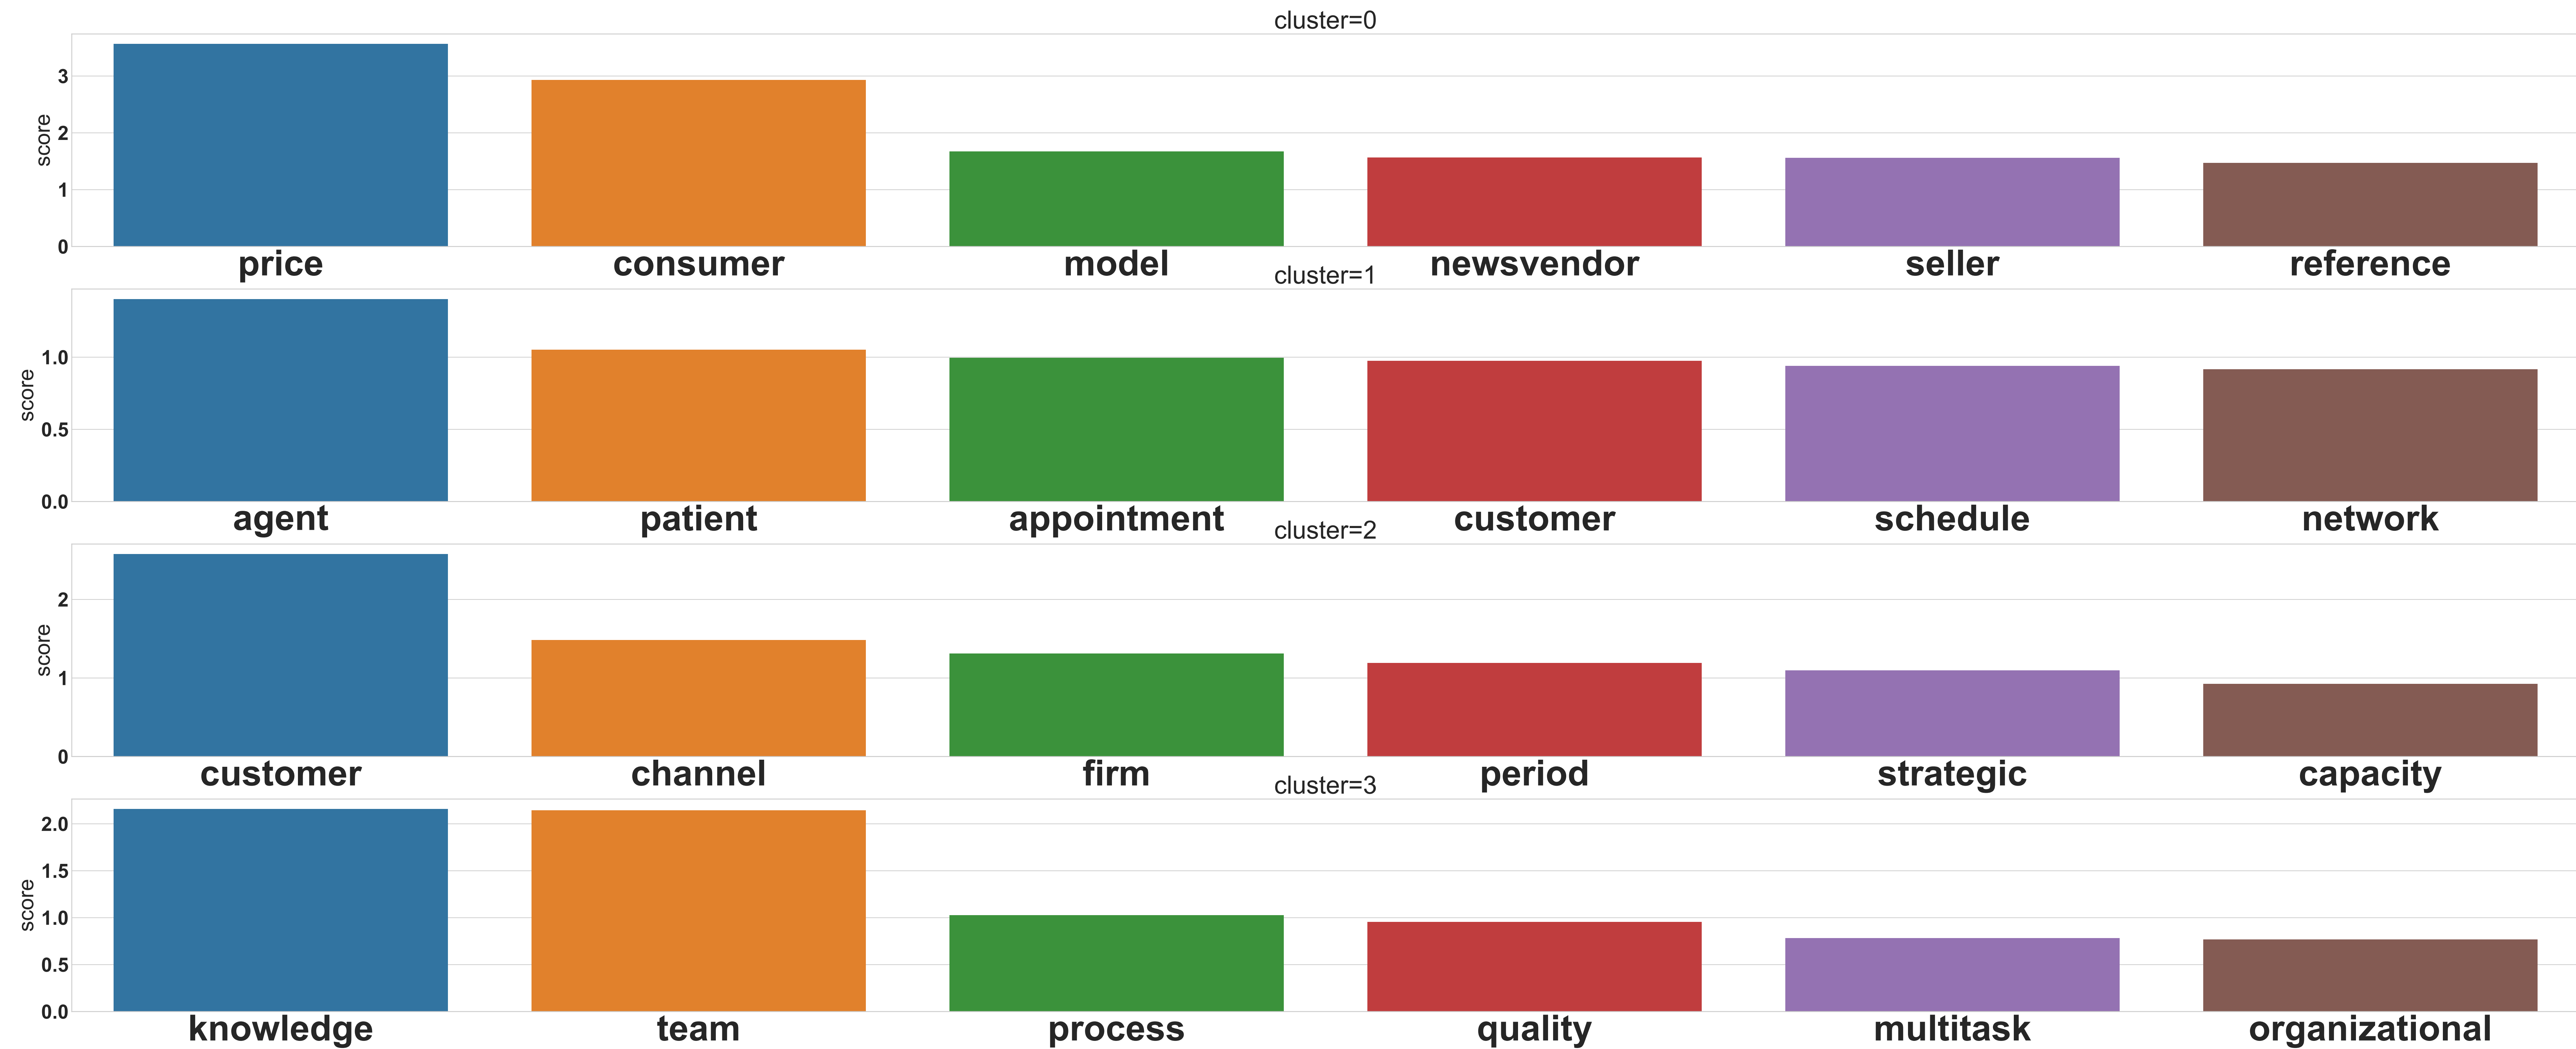 cluster=0
3
2
1
0
score
price consumer model newsvendor seller reference
cluster=1
1.0
0.5
0.0
score
agent patient appointment customer schedule network
cluster=2
2
1
0
score
customer channel firm period strategic capacity
cluster=3
2.0
1.5
1.0
0.5
0.0
score
knowledge team process quality multitask organizational